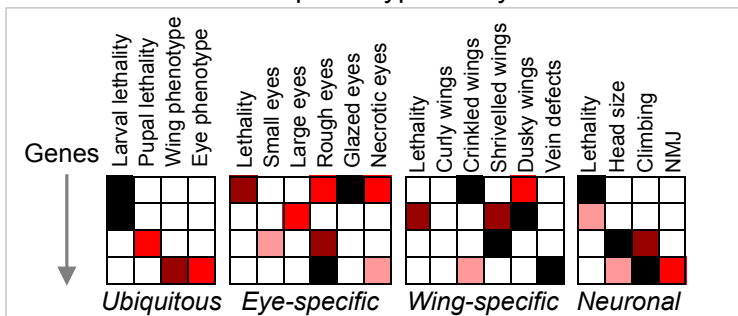 Larval lethality
Pupal lethality
Wing phenotype
Eye phenotype
Lethality
Small eyes
Large eyes
Rough eyes
Glazed eyes
Necrotic eyes
Lethality
Curly wings
Crinkled wings
Shrivelled wings
Dusky wings
Vein defects
Lethality
Head size
Climbing
NMJ
Genes
Ubiquitous
Eye-specific
Wing-specific
Neuronal